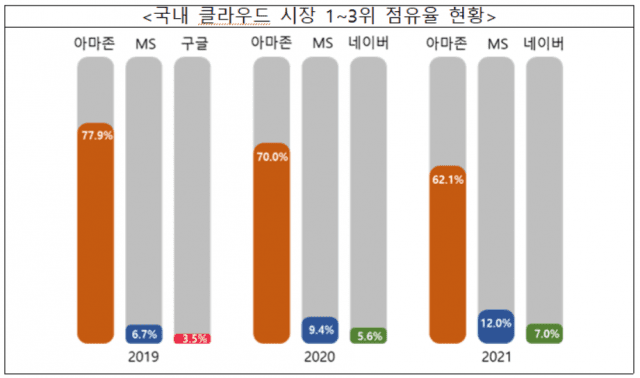 <국내 클라우드 시장 1~3위 점유율 현황>
아마존 MS 구글 아마존 MS 네이버 아마존 MS 네이버
77.9%
70.0%
62.1%
6.7% 3.5% 9.4% 5.6% 12.0% 7.0%
2019 2020 2021